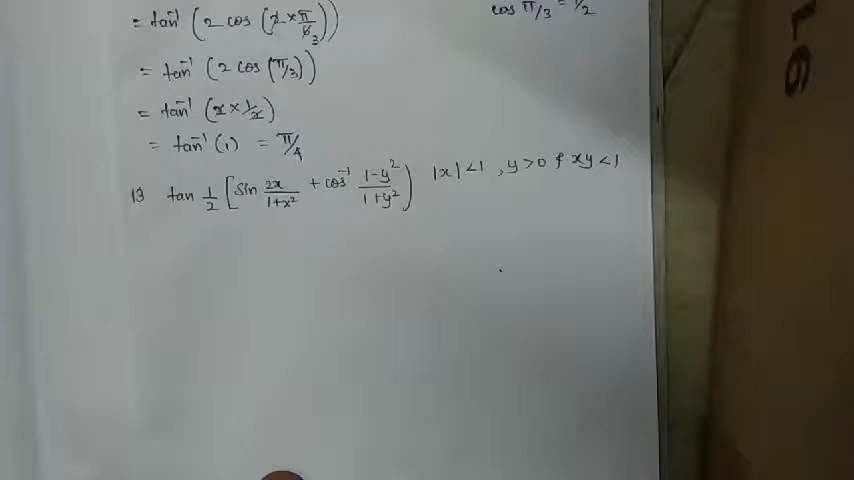 = tan⁻¹ (2 cos (2 × π/6 3))
cos π/3 = 1/2
= tan⁻¹ (2 cos (π/3))
= tan⁻¹ (2 × 1/2)
= tan⁻¹ (1) = π/4
13 tan 1/2 [sin 2x/1+x² + cos⁻¹ 1-y²/1+y²) |x| < 1 , y > 0 & xy < 1